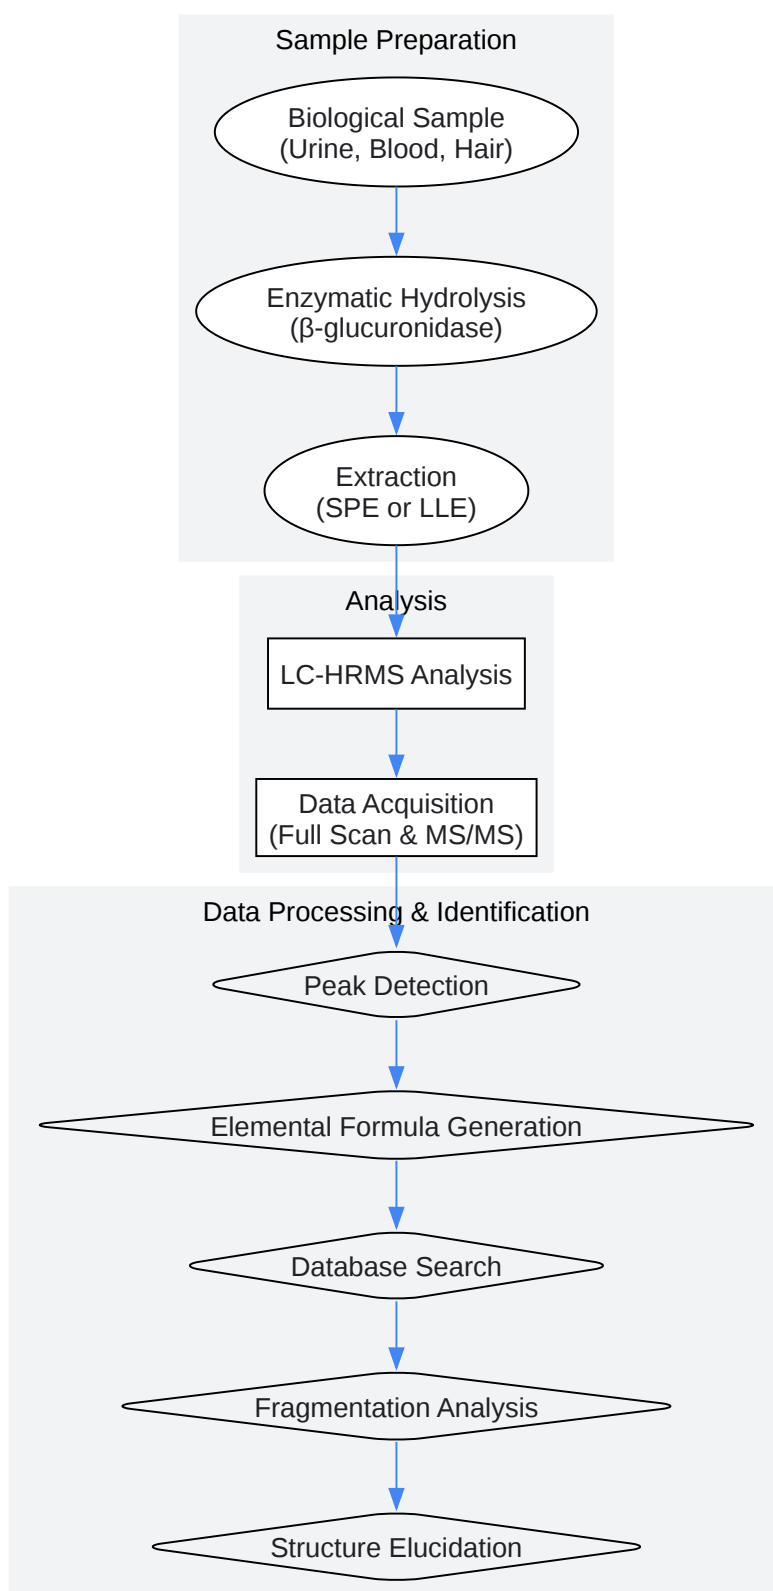 Sample Preparation
Biological Sample
(Urine, Blood, Hair)
Enzymatic Hydrolysis
(β-glucuronidase)
Extraction
(SPE or LLE)
Analysis
LC-HRMS Analysis
Data Acquisition
(Full Scan & MS/MS)
Data Processing & Identification
Peak Detection
Elemental Formula Generation
Database Search
Fragmentation Analysis
Structure Elucidation